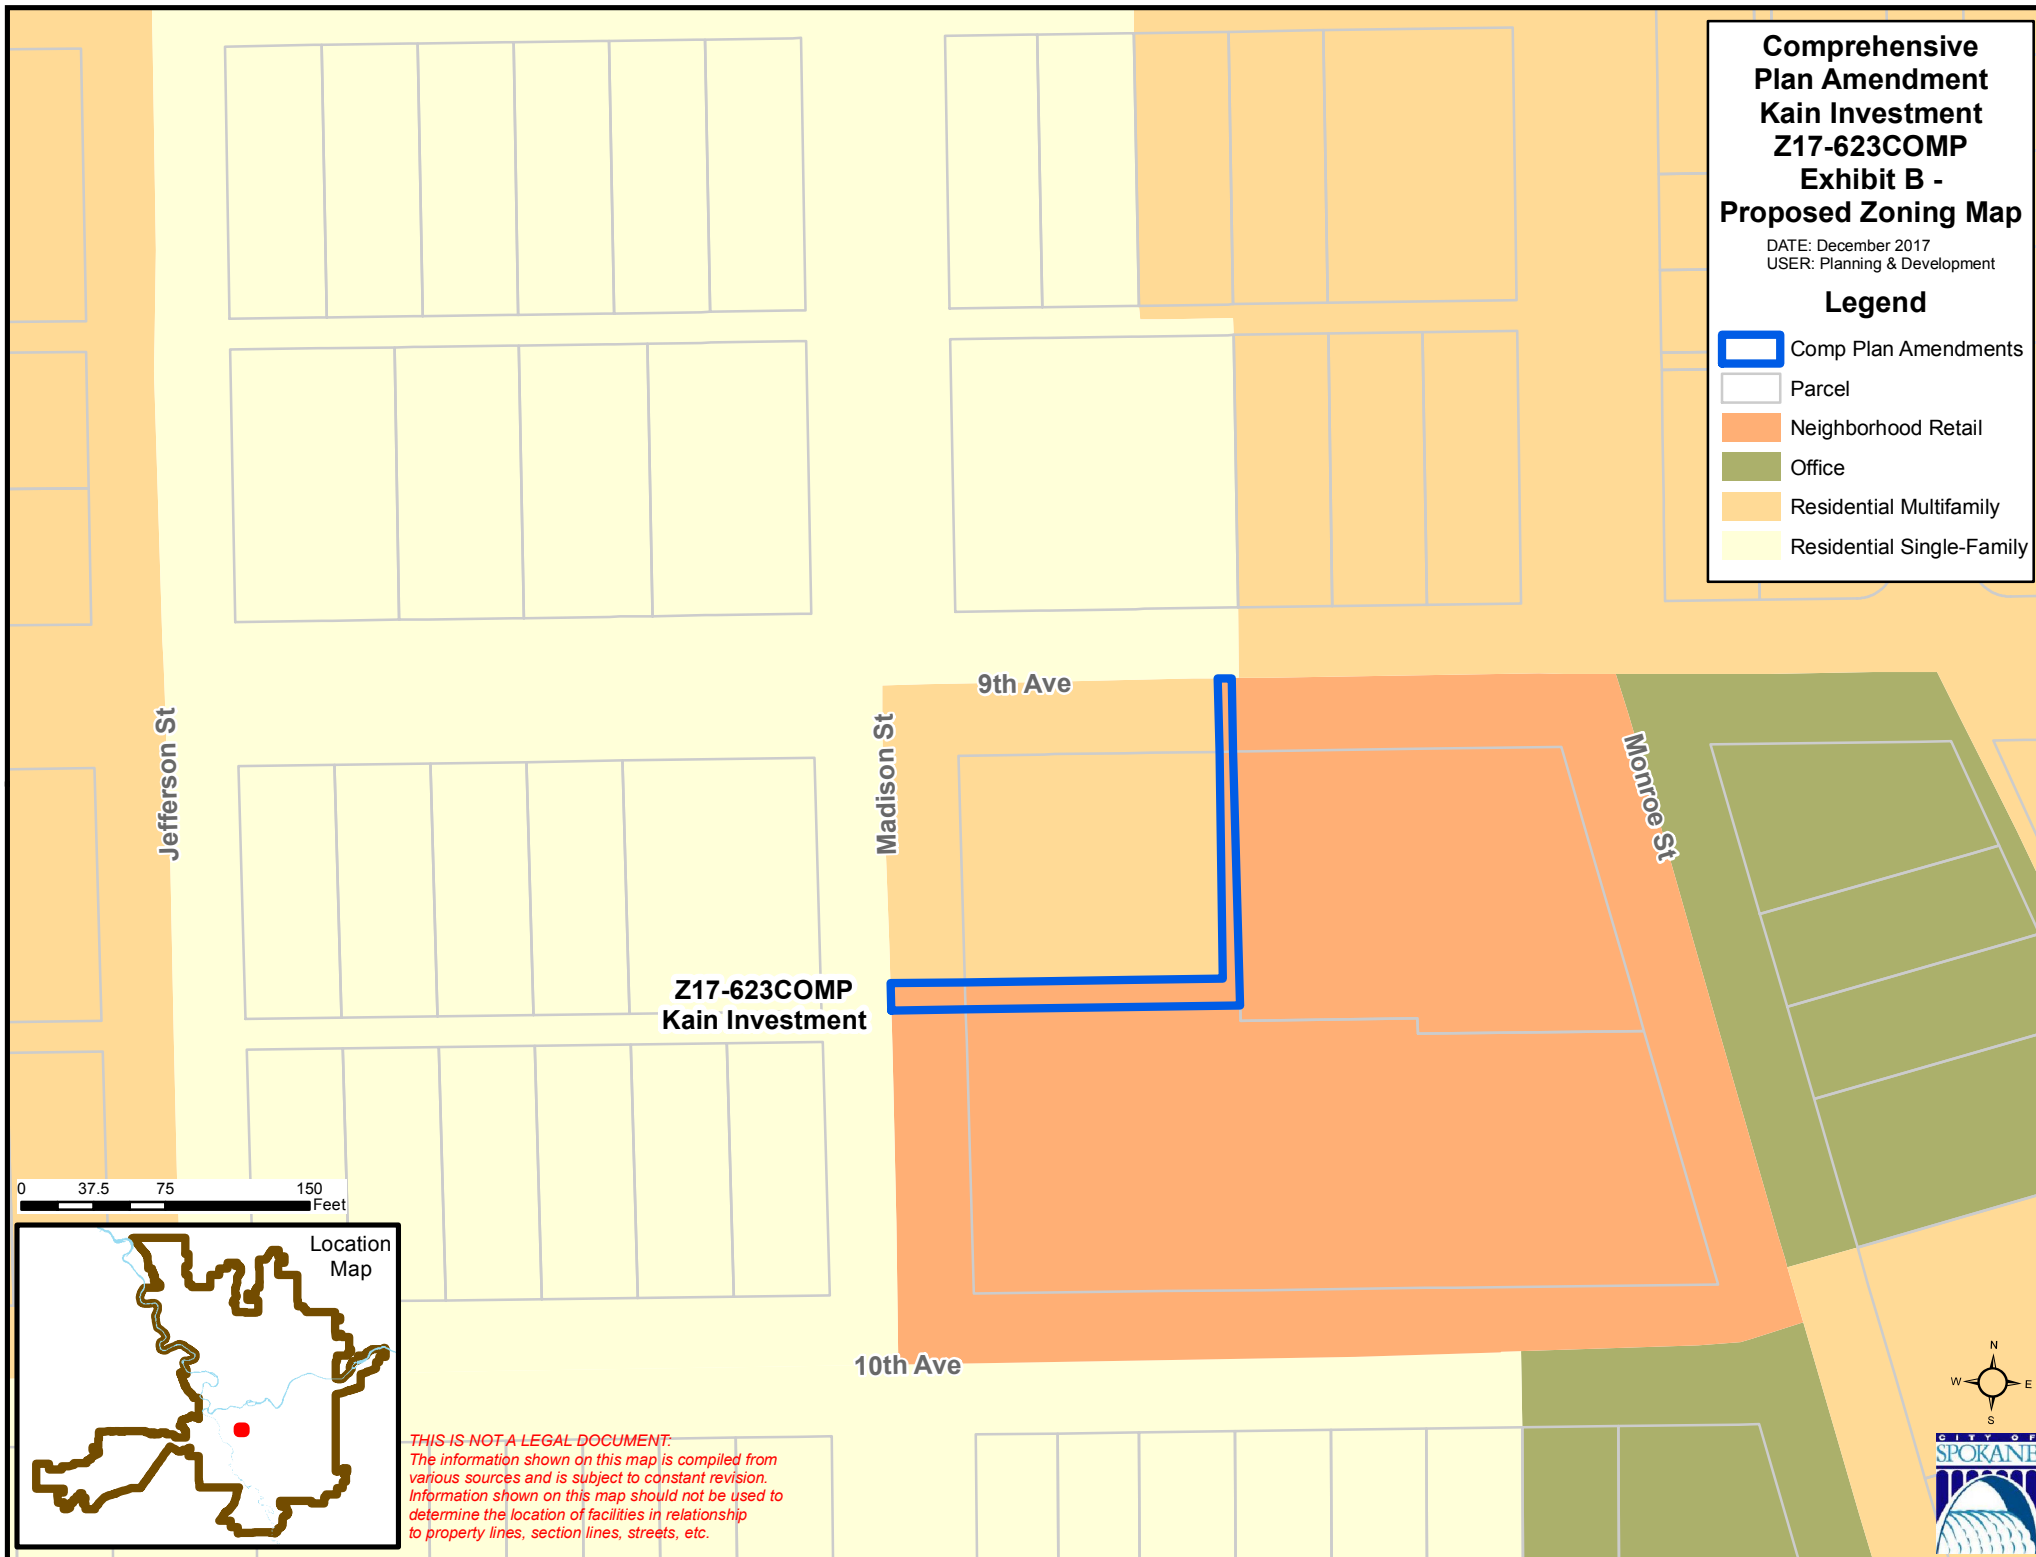 Comprehensive
Plan Amendment
Kain Investment
Z17-623COMP
Exhibit B -
Proposed Zoning Map
DATE: December 2017
USER: Planning & Development
Legend
Comp Plan Amendments
Parcel
Neighborhood Retail
Office
Residential Multifamily
Residential Single-Family
9th Ave
Jefferson St
Madison St
Monroe St
Z17-623COMP
Kain Investment
10th Ave
0 37.5 75 150
Feet
Location
Map
THIS IS NOT A LEGAL DOCUMENT:
The information shown on this map is compiled from
various sources and is subject to constant revision.
Information shown on this map should not be used to
determine the location of facilities in relationship
to property lines, section lines, streets, etc.
N
W E
S
CITY OF
SPOKANE